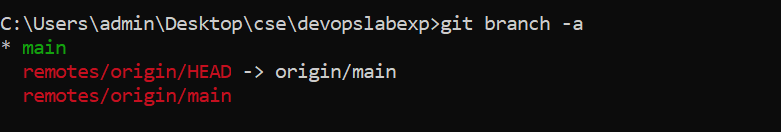 C:\Users\admin\Desktop\cse\devopslabexp>git branch -a
* main
  remotes/origin/HEAD -> origin/main
  remotes/origin/main